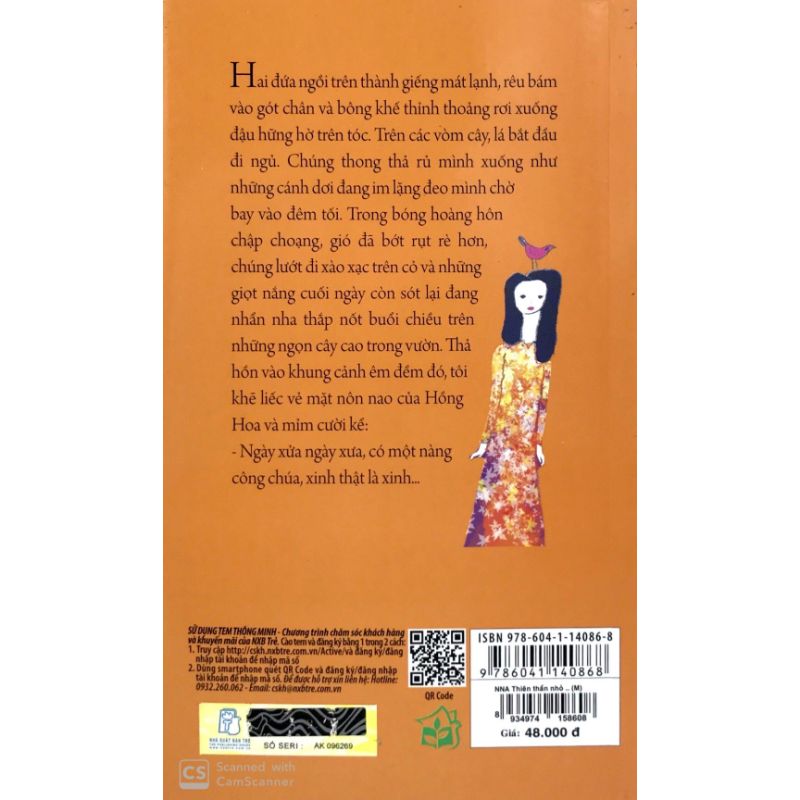 Hai đứa ngồi trên thành giếng mát lạnh, rêu bám
vào gót chân và bông khế thỉnh thoảng rơi xuống
đậu hững hờ trên tóc. Trên các vòm cây, lá bắt đầu
đi ngủ. Chúng thong thả rủ mình xuống như
những cánh dơi đang im lặng đeo mình chờ
bay vào đêm tối. Trong bóng hoàng hôn
chập choạng, gió đã bớt rụt rè hơn,
chúng lướt đi xào xạc trên cỏ và những
giọt nắng cuối ngày còn sót lại đang
nhẩn nha thắp nốt buổi chiều trên
những ngọn cây cao trong vườn. Thả
hồn vào khung cảnh êm đềm đó, tôi
khẽ liếc vẻ mặt nôn nao của Hồng
Hoa và mỉm cười kể:
- Ngày xửa ngày xưa, có một nàng
công chúa, xinh thật là xinh...
SỬ DỤNG TEM THÔNG MINH - Chương trình chăm sóc khách hàng
và khuyến mãi của NXB Trẻ. Cào tem và đăng ký bằng 1 trong 2 cách:
1. Truy cập http://cskh.nxbtre.com.vn/Active/và đăng ký/đăng
nhập tài khoản để nhập mã số
2. Dùng smartphone quét QR Code và đăng ký/đăng nhập
tài khoản để nhập mã số. Để được hỗ trợ xin liên hệ: Hotline:
0932.260.062 - Email: cskh@nxbtre.com.vn
QR Code
NHÀ XUẤT BẢN TRẺ
SỐ SERI : AK 096269
ISBN 978-604-1-14086-8
9 786041 140868
NNA Thiên thần nhỏ .. (M)
8 934974 158608
Giá: 48.000 đ
CS Scanned with
CamScanner